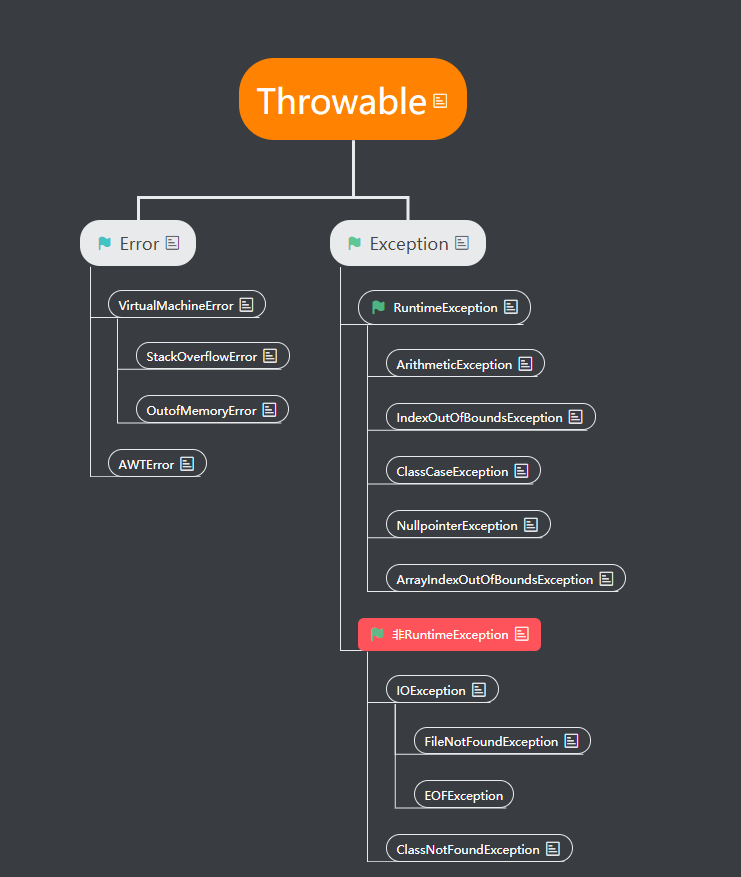 Throwable
Error
Exception
VirtualMachineError
RuntimeException
StackOverflowError
ArithmeticException
OutofMemoryError
IndexOutOfBoundsException
AWTError
ClassCaseException
NullpointerException
ArrayIndexOutOfBoundsException
非RuntimeException
IOException
FileNotFoundException
EOFException
ClassNotFoundException